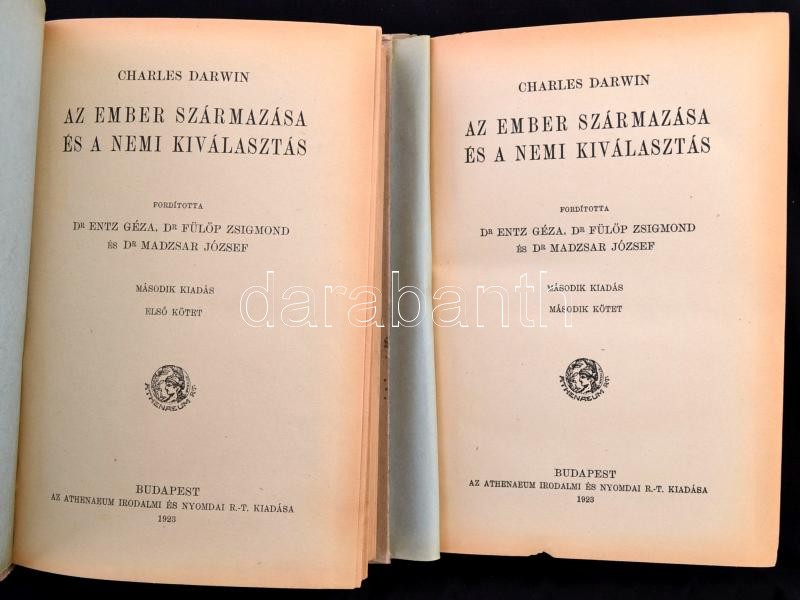 CHARLES DARWIN
AZ EMBER SZÁRMAZÁSA
ÉS A NEMI KIVÁLASZTÁS
FORDÍTOTTA
DR ENTZ GÉZA, DR FÜLÖP ZSIGMOND
ÉS DR MADZSAR JÓZSEF
MÁSODIK KIADÁS
ELSŐ KÖTET
ATHENAEUM R.T.
BUDAPEST
AZ ATHENAEUM IRODALMI ÉS NYOMDAI R.-T. KIADÁSA
1923
CHARLES DARWIN
AZ EMBER SZÁRMAZÁSA
ÉS A NEMI KIVÁLASZTÁS
FORDÍTOTTA
DR ENTZ GÉZA, DR FÜLÖP ZSIGMOND
ÉS DR MADZSAR JÓZSEF
MÁSODIK KIADÁS
MÁSODIK KÖTET
ATHENAEUM R.T.
BUDAPEST
AZ ATHENAEUM IRODALMI ÉS NYOMDAI R.-T. KIADÁSA
1923
darabanth